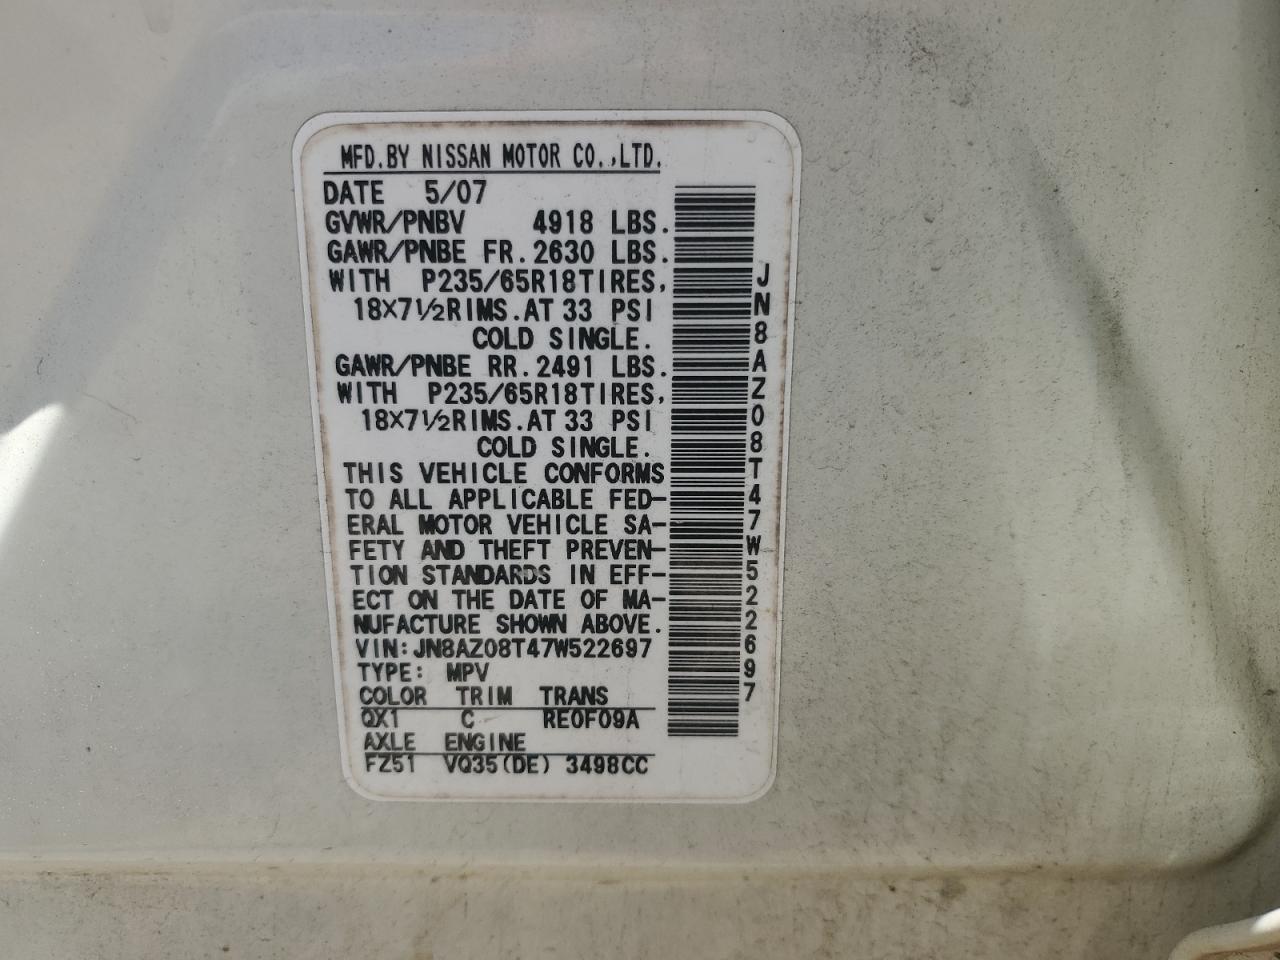 MFD.BY NISSAN MOTOR CO.,LTD.
DATE 5/07
GVWR/PNBV 4918 LBS.
GAWR/PNBE FR.2630 LBS.
WITH P235/65R18TIRES,
18X7½RIMS.AT 33 PSI
COLD SINGLE.
GAWR/PNBE RR.2491 LBS.
WITH P235/65R18TIRES,
18X7½RIMS.AT 33 PSI
COLD SINGLE.
THIS VEHICLE CONFORMS
TO ALL APPLICABLE FED-
ERAL MOTOR VEHICLE SA-
FETY AND THEFT PREVEN-
TION STANDARDS IN EFF-
ECT ON THE DATE OF MA-
NUFACTURE SHOWN ABOVE.
VIN:JN8AZ08T47W522697
TYPE: MPV
COLOR TRIM TRANS
QX1 C RE0F09A
AXLE ENGINE
FZ51 VQ35(DE) 3498CC
JN8AZ08T47W522697